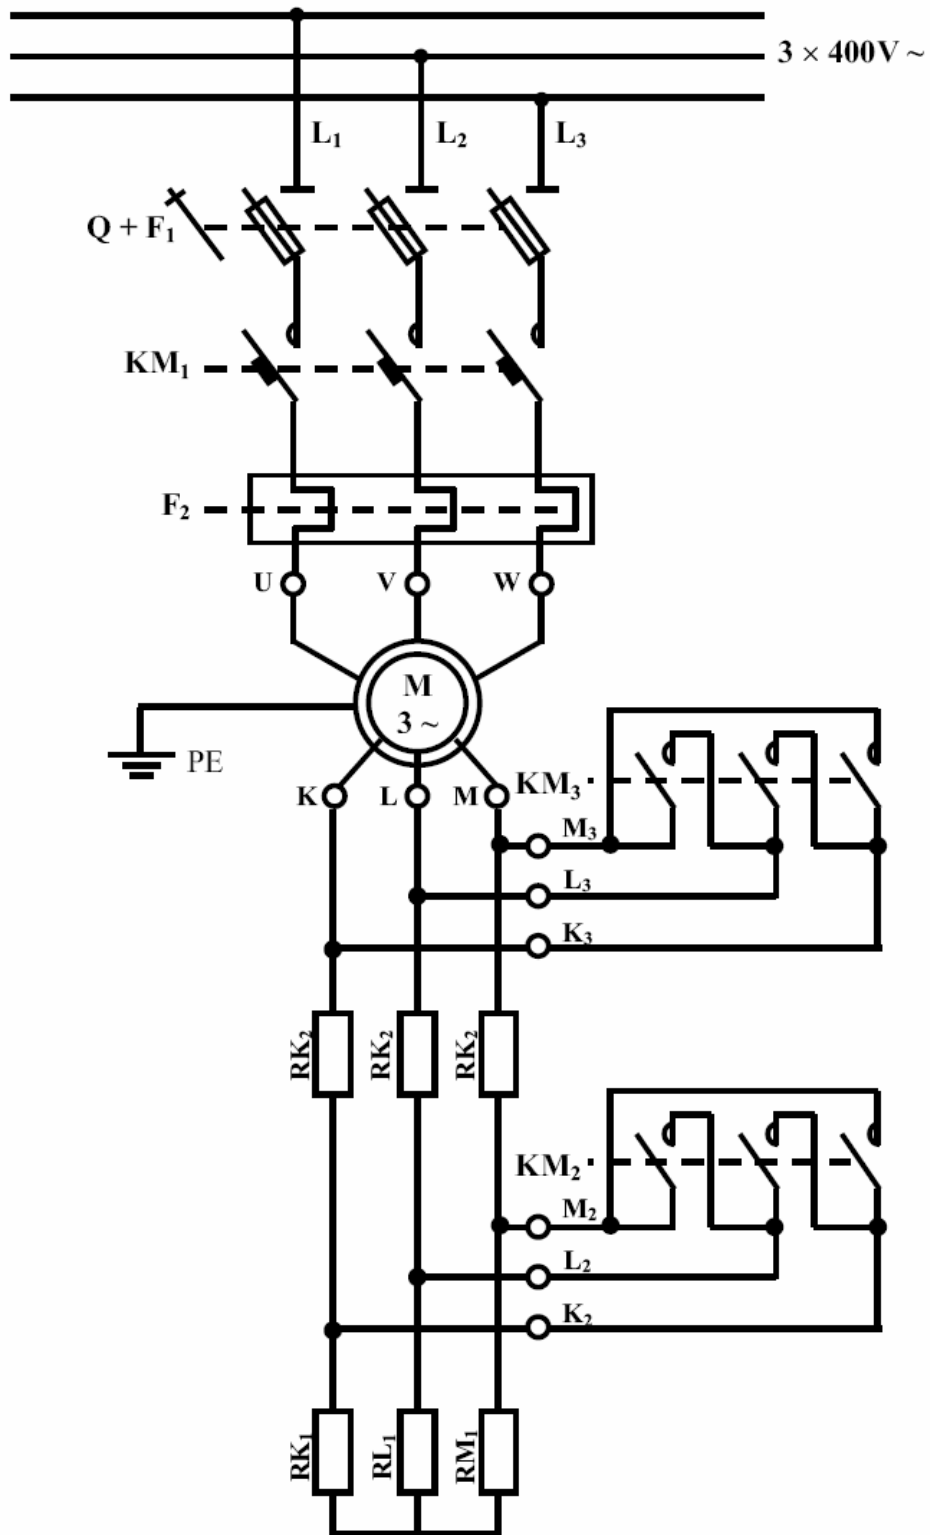 3 × 400V ~
L₁ L₂ L₃
Q + F₁
KM₁
F₂
U V W
M
3 ~
PE
K L M
KM₃
M₃
L₃
K₃
RK₂ RK₂ RK₂
KM₂
M₂
L₂
K₂
RK₁ RL₁ RM₁